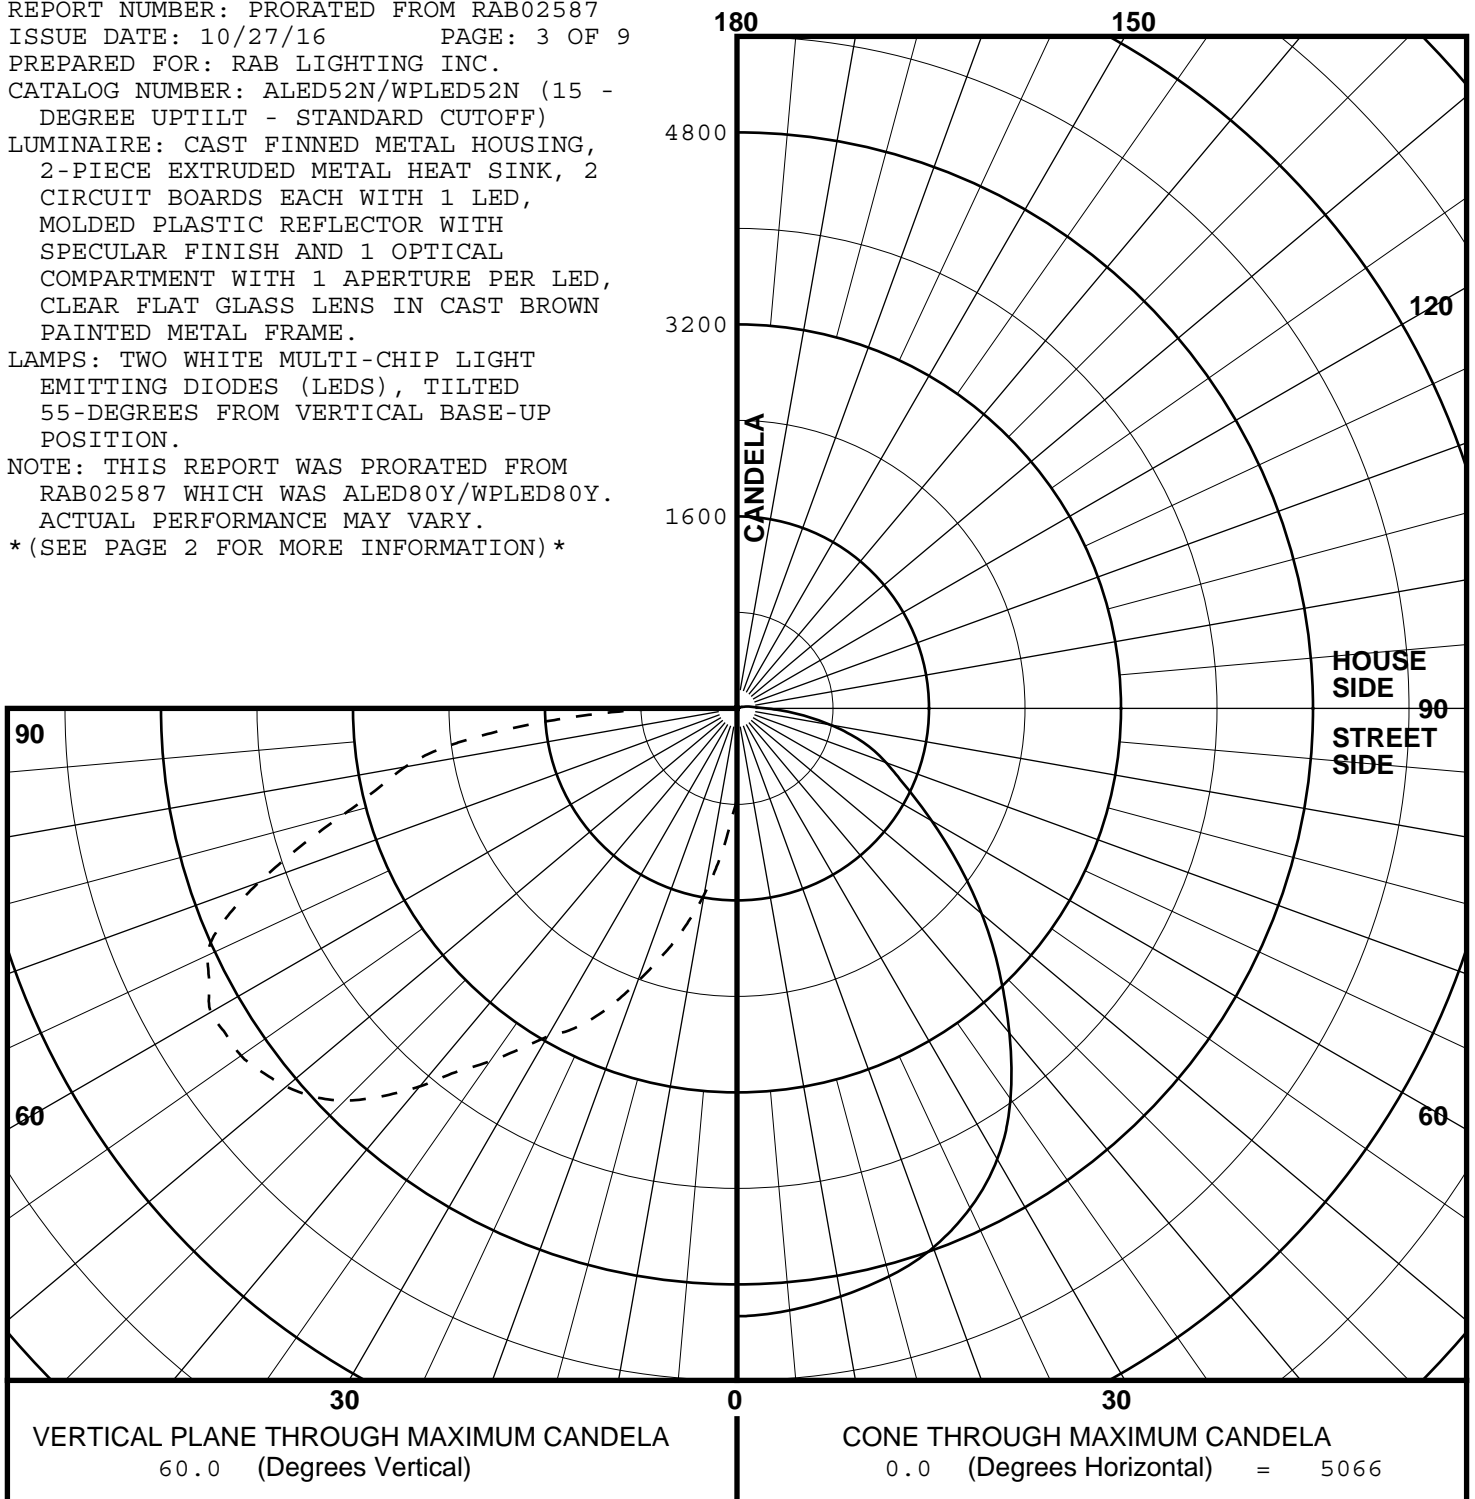 REPORT NUMBER: PRORATED FROM RAB02587
ISSUE DATE: 10/27/16 PAGE: 3 OF 9
PREPARED FOR: RAB LIGHTING INC.
CATALOG NUMBER: ALED52N/WPLED52N (15 -
DEGREE UPTILT - STANDARD CUTOFF)
LUMINAIRE: CAST FINNED METAL HOUSING,
2-PIECE EXTRUDED METAL HEAT SINK, 2
CIRCUIT BOARDS EACH WITH 1 LED,
MOLDED PLASTIC REFLECTOR WITH
SPECULAR FINISH AND 1 OPTICAL
COMPARTMENT WITH 1 APERTURE PER LED,
CLEAR FLAT GLASS LENS IN CAST BROWN
PAINTED METAL FRAME.
LAMPS: TWO WHITE MULTI-CHIP LIGHT
EMITTING DIODES (LEDS), TILTED
55-DEGREES FROM VERTICAL BASE-UP
POSITION.
NOTE: THIS REPORT WAS PRORATED FROM
RAB02587 WHICH WAS ALED80Y/WPLED80Y.
ACTUAL PERFORMANCE MAY VARY.
*(SEE PAGE 2 FOR MORE INFORMATION)*
180
150
4800
120
3200
CANDELA
1600
HOUSE
SIDE
90
90
STREET
SIDE
60
60
30
0
30
VERTICAL PLANE THROUGH MAXIMUM CANDELA
60.0 (Degrees Vertical)
CONE THROUGH MAXIMUM CANDELA
0.0 (Degrees Horizontal) = 5066